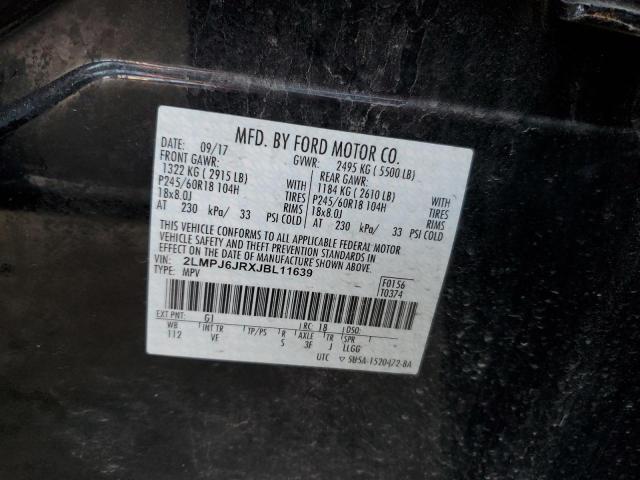 MFD. BY FORD MOTOR CO.
DATE: 09/17 GVWR: 2495 KG ( 5500 LB)
FRONT GAWR: REAR GAWR:
1322 KG ( 2915 LB) WITH 1184 KG ( 2610 LB) WITH
P245/60R18 104H TIRES P245/60R18 104H TIRES
18x8.0J RIMS 18x8.0J RIMS
AT 230 kPa/ 33 PSI COLD AT 230 kPa/ 33 PSI COLD
THIS VEHICLE CONFORMS TO ALL APPLICABLE FEDERAL MOTOR
VEHICLE SAFETY AND THEFT PREVENTION STANDARDS IN
EFFECT ON THE DATE OF MANUFACTURE SHOWN ABOVE.
VIN: 2LMPJ6JRXJBL11639
TYPE: MPV
F0156
T0374
EXT PNT: G1 RC: 18 DSO:
WB INT TR TP/PS R AXLE TR SPR
112 VE S 3F J LLGG
UTC